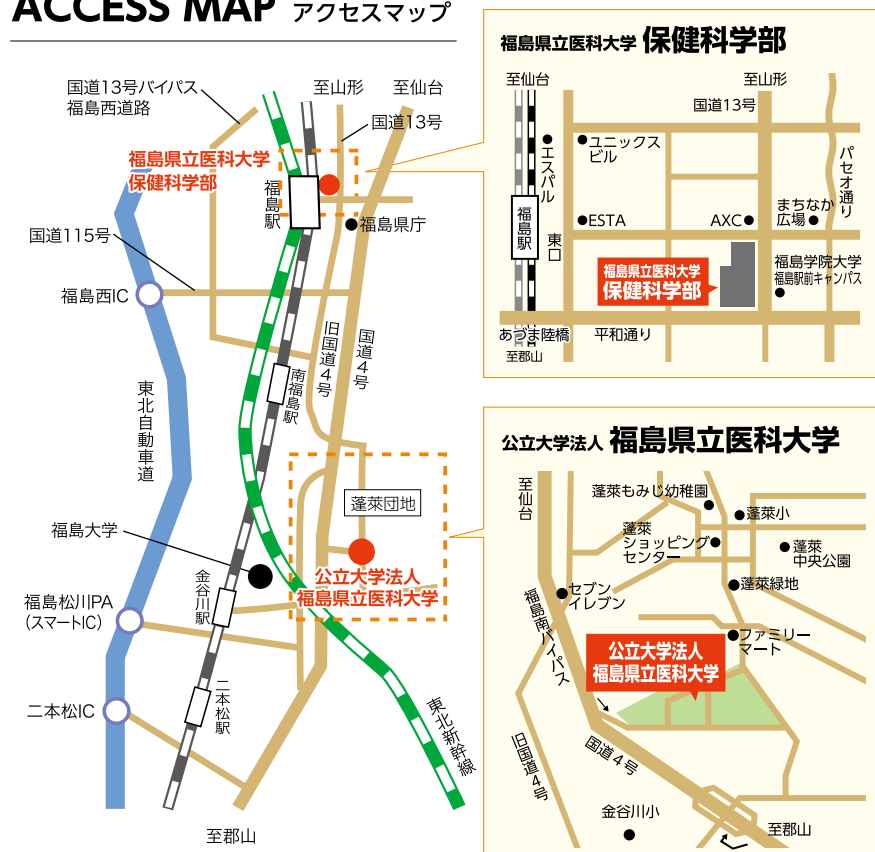 ACCESS MAP アクセスマップ
国道13号バイパス
福島西道路
至山形
至仙台
国道13号
福島県立医科大学
保健科学部
福島駅
福島県庁
国道115号
福島西IC
旧国道4号
国道4号
南福島駅
東北自動車道
蓬萊団地
福島大学
公立大学法人
福島県立医科大学
金谷川駅
福島松川PA
（スマートIC）
二本松駅
二本松IC
東北新幹線
至郡山
福島県立医科大学 保健科学部
至仙台
至山形
国道13号
エスパル
ユニックス
ビル
パセオ通り
福島駅
ESTA
AXC
まちなか
広場
東口
福島県立医科大学
保健科学部
福島学院大学
福島駅前キャンパス
あづま陸橋
平和通り
至郡山
公立大学法人 福島県立医科大学
至仙台
蓬萊もみじ幼稚園
蓬萊小
蓬萊
ショッピング
センター
蓬萊
中央公園
セブン
イレブン
蓬萊緑地
福島南バイパス
ファミリー
マート
公立大学法人
福島県立医科大学
旧国道4号
国道4号
金谷川小
至郡山